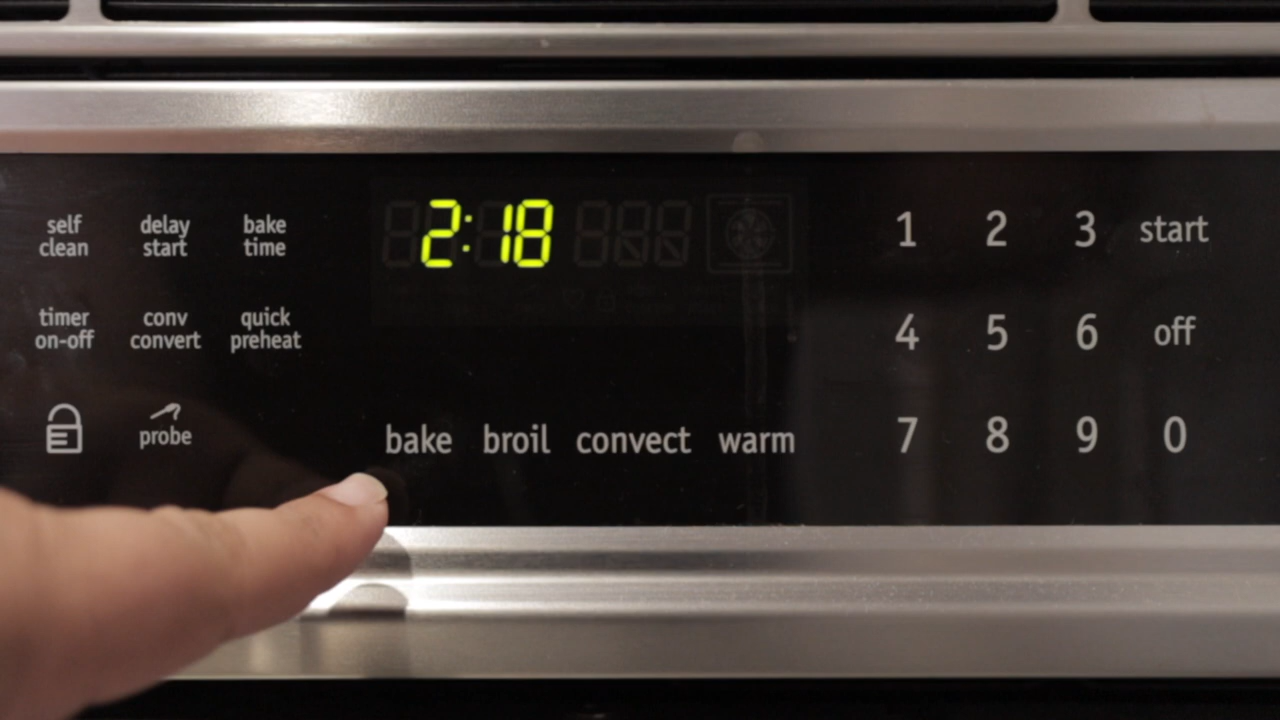 self
clean
delay
start
bake
time
2:18
1 2 3 start
timer
on-off
conv
convert
quick
preheat
4 5 6 off
probe
bake broil convect warm
7 8 9 0